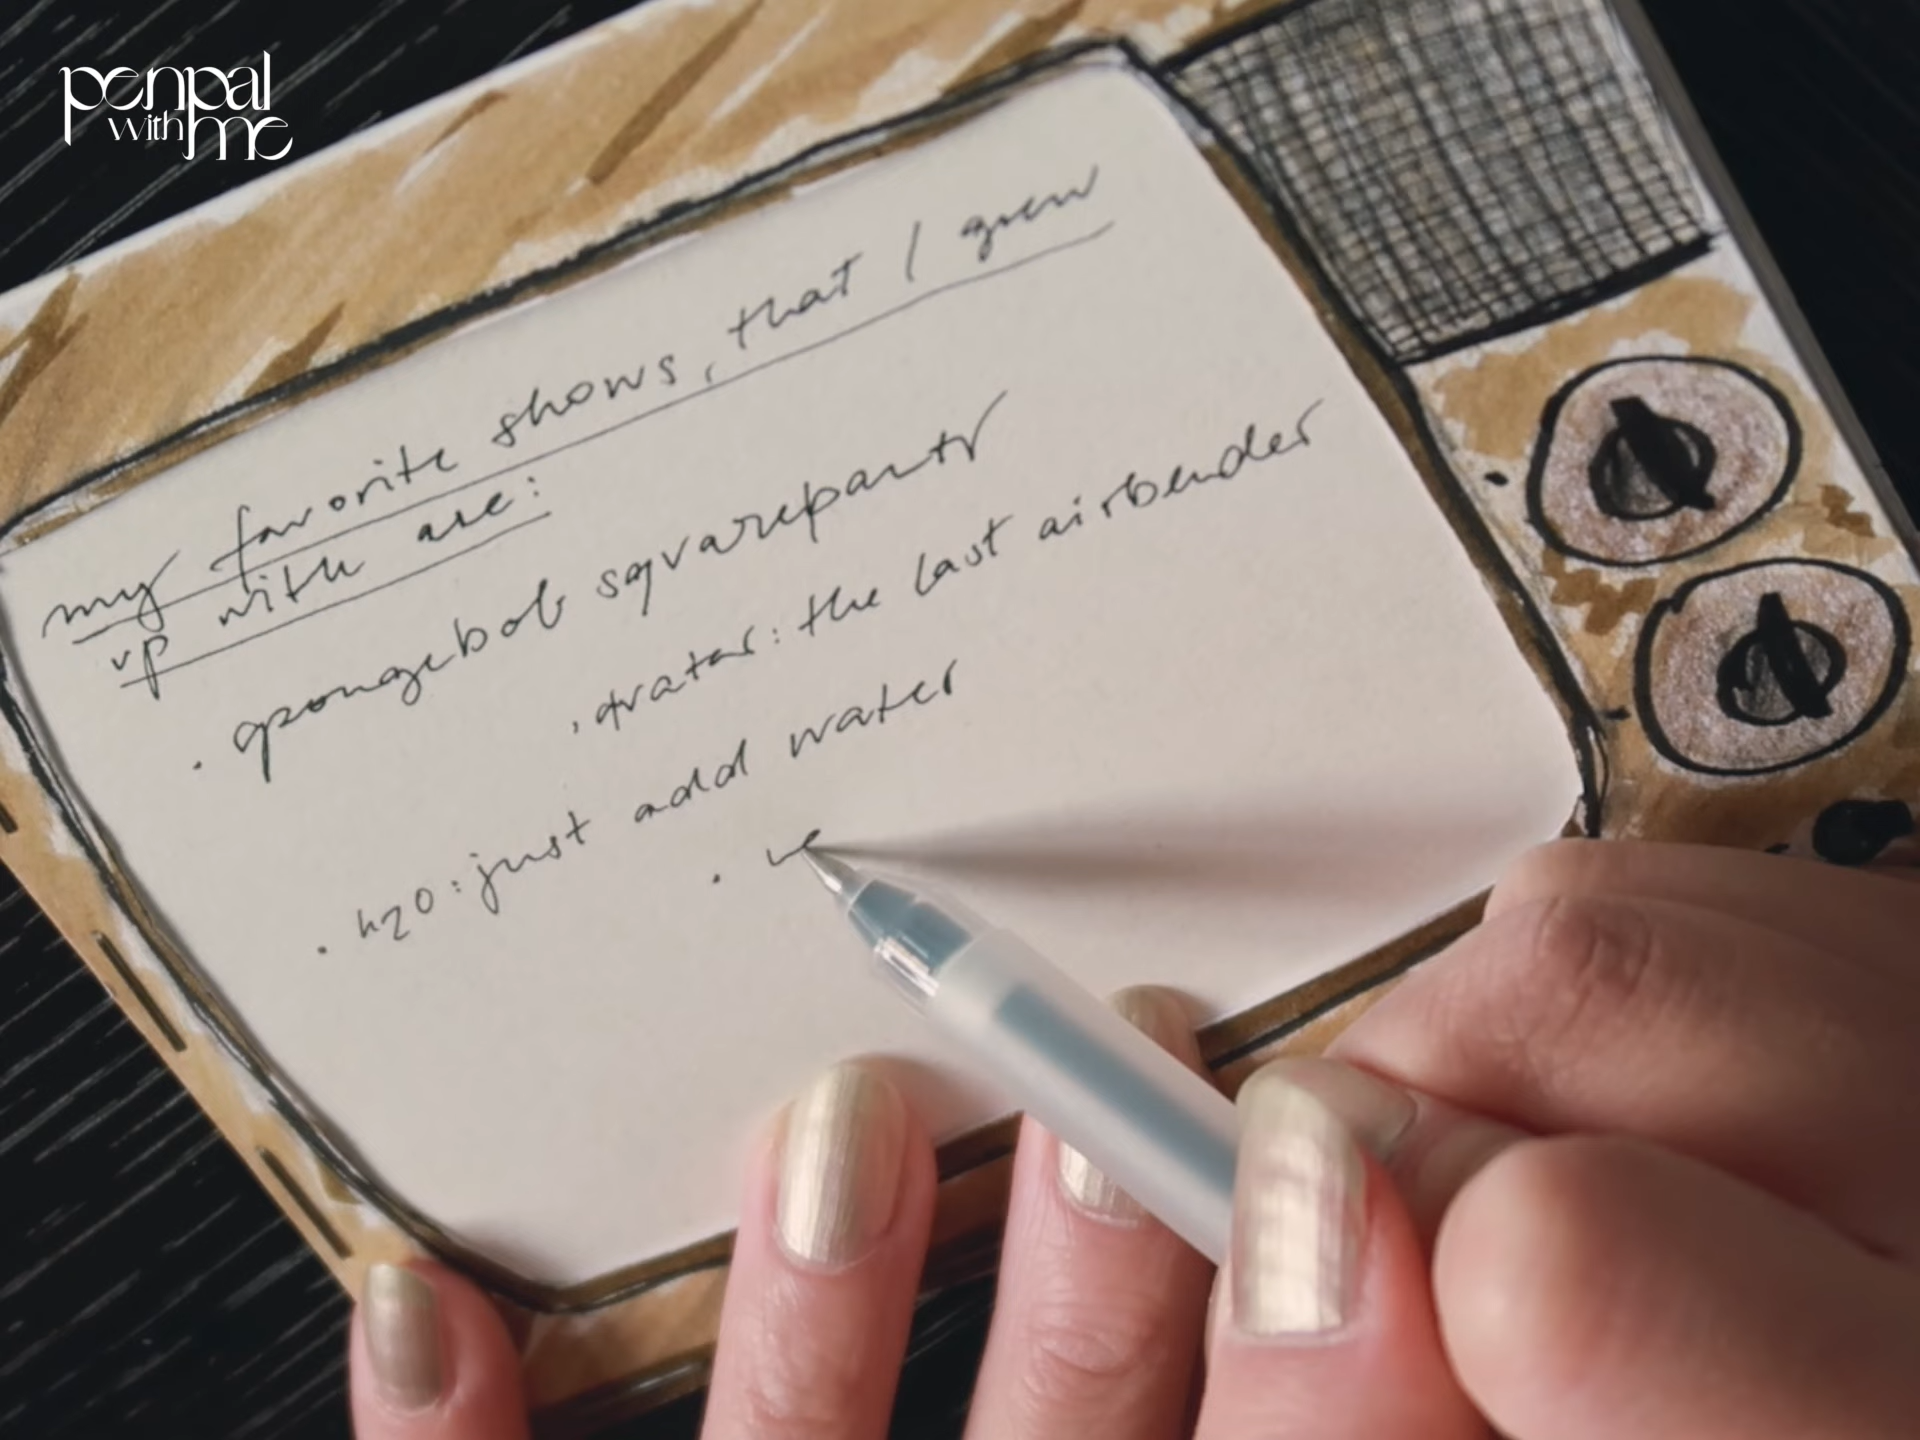 penpal
with me
my favorite shows, that I grew
up with are:
· spongebob squarepants
· avatar: the last airbender
· h2O: just add water
·